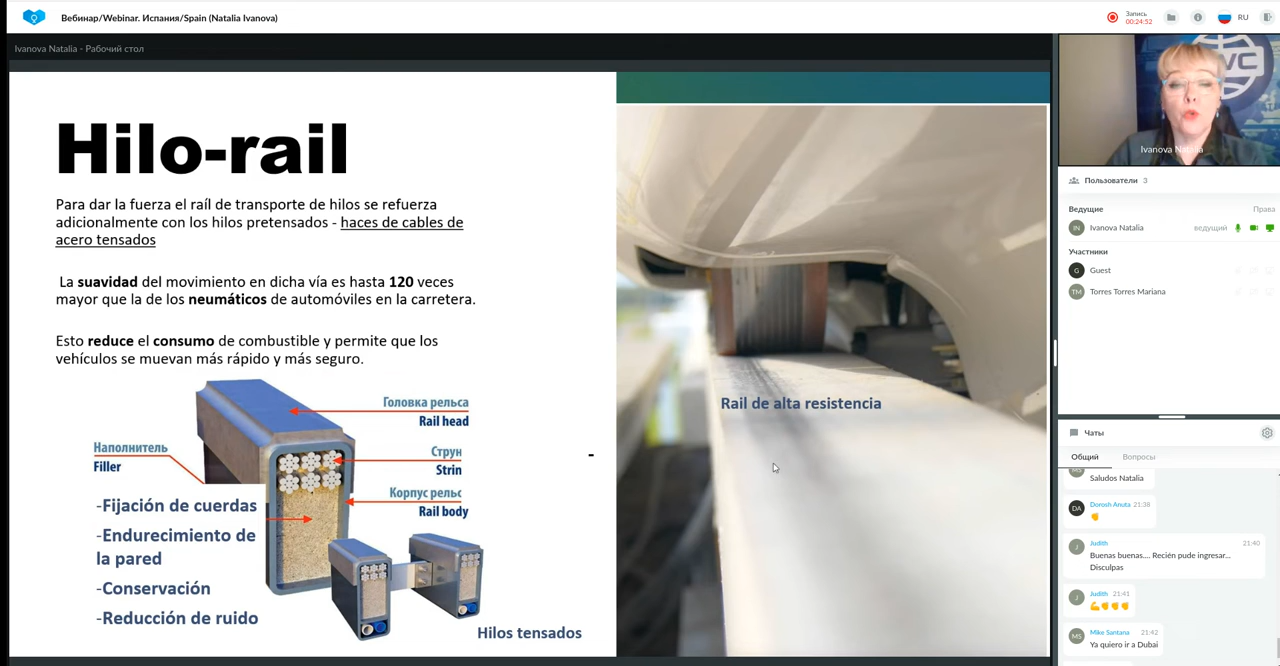 Вебинар/Webinar. Испания/Spain (Natalia Ivanova)
Запись
00:24:52
RU
Ivanova Natalia - Рабочий стол
Hilo-rail
Para dar la fuerza el raíl de transporte de hilos se refuerza
adicionalmente con los hilos pretensados - haces de cables de
acero tensados
La suavidad del movimiento en dicha vía es hasta 120 veces
mayor que la de los neumáticos de automóviles en la carretera.
Esto reduce el consumo de combustible y permite que los
vehículos se muevan más rápido y más seguro.
Головка рельса
Rail head
Наполнитель
Filler
Струн
Strin
Корпус рельс
Rail body
-Fijación de cuerdas
-Endurecimiento de
la pared
-Conservación
-Reducción de ruido
Hilos tensados
-
Rail de alta resistencia
Ivanova Natalia
Пользователи 3
Ведущие
Права
IN
Ivanova Natalia
ведущий
Участники
G
Guest
TM
Torres Torres Mariana
Чаты
Общий
Вопросы
MS
Saludos Natalia
DA
Dorosh Anuta 21:38
J
Judith 21:40
Buenas buenas.... Recién pude ingresar...
Disculpas
J
Judith 21:41
MS
Mike Santana 21:42
Ya quiero ir a Dubai